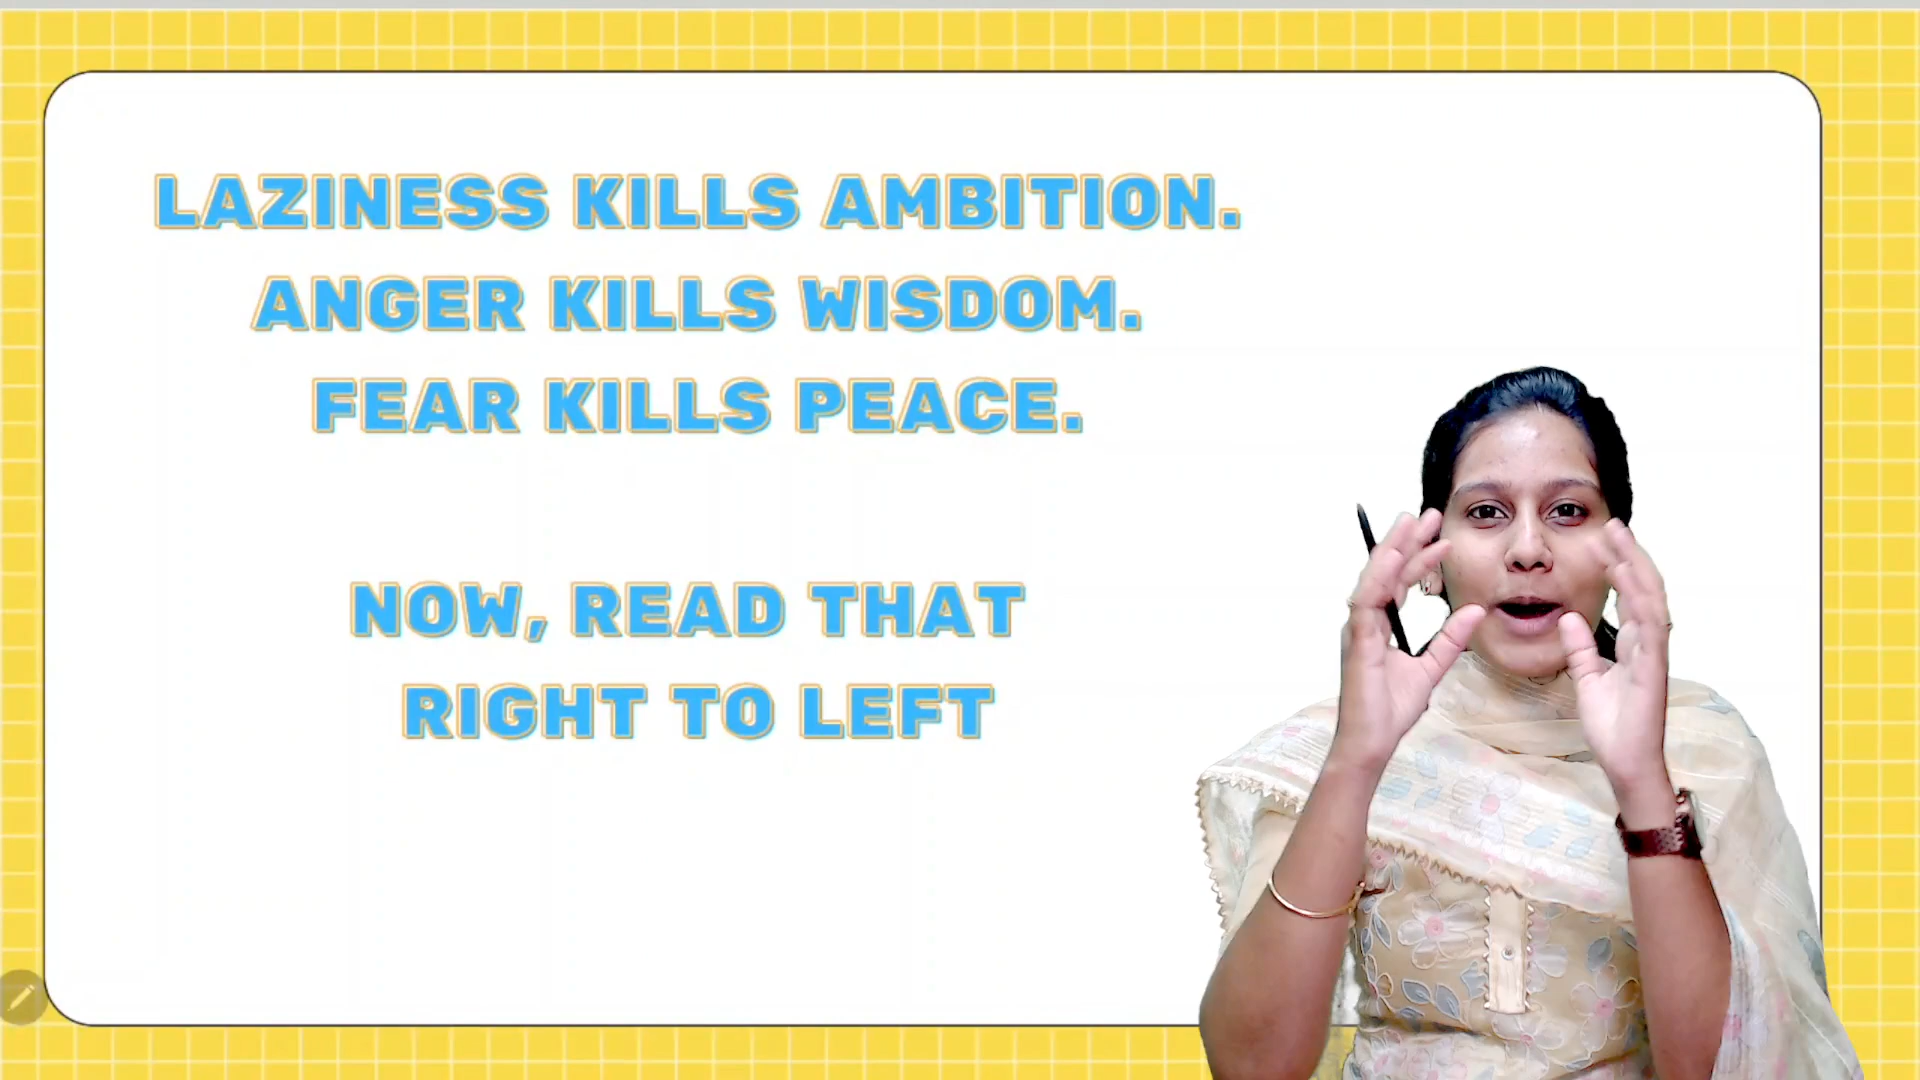 LAZINESS KILLS AMBITION.
ANGER KILLS WISDOM.
FEAR KILLS PEACE.
NOW, READ THAT
RIGHT TO LEFT